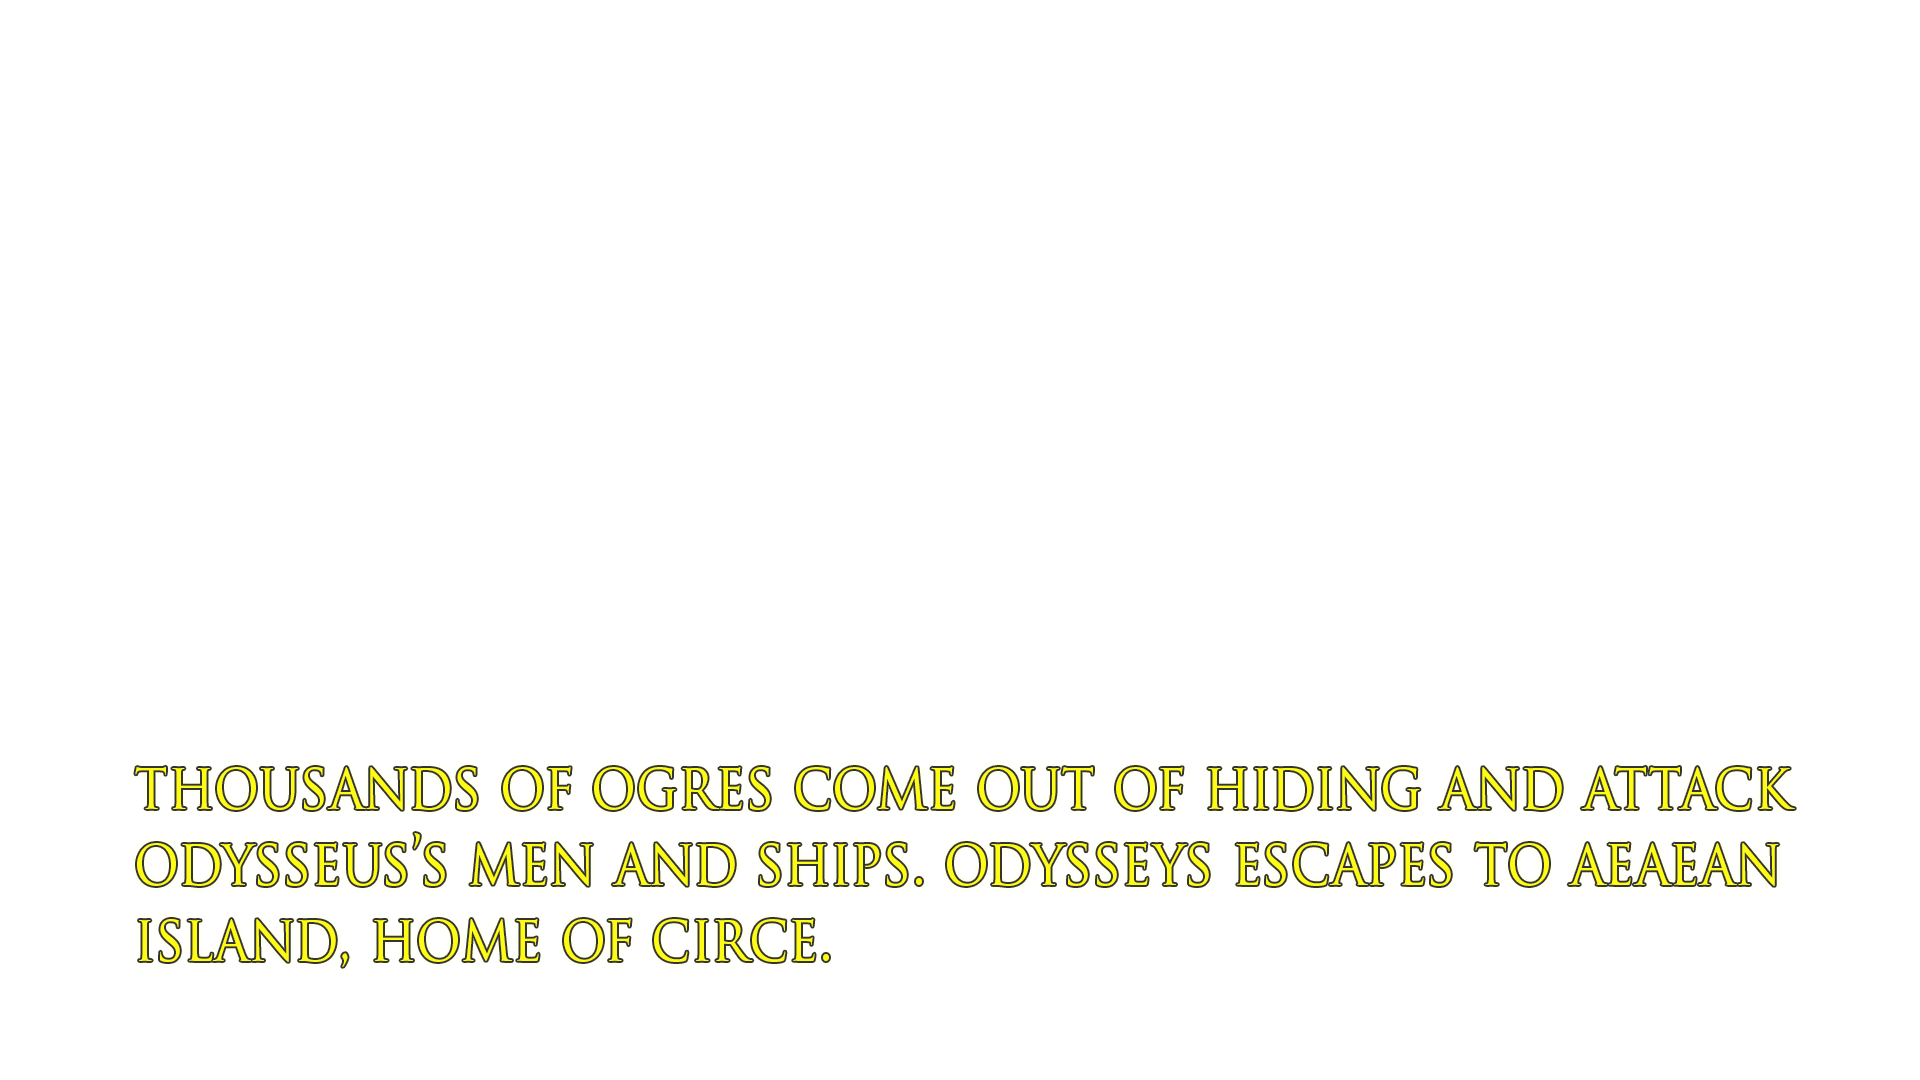 THOUSANDS OF OGRES COME OUT OF HIDING AND ATTACK
ODYSSEUS’S MEN AND SHIPS. ODYSSEYS ESCAPES TO AEAEAN
ISLAND, HOME OF CIRCE.